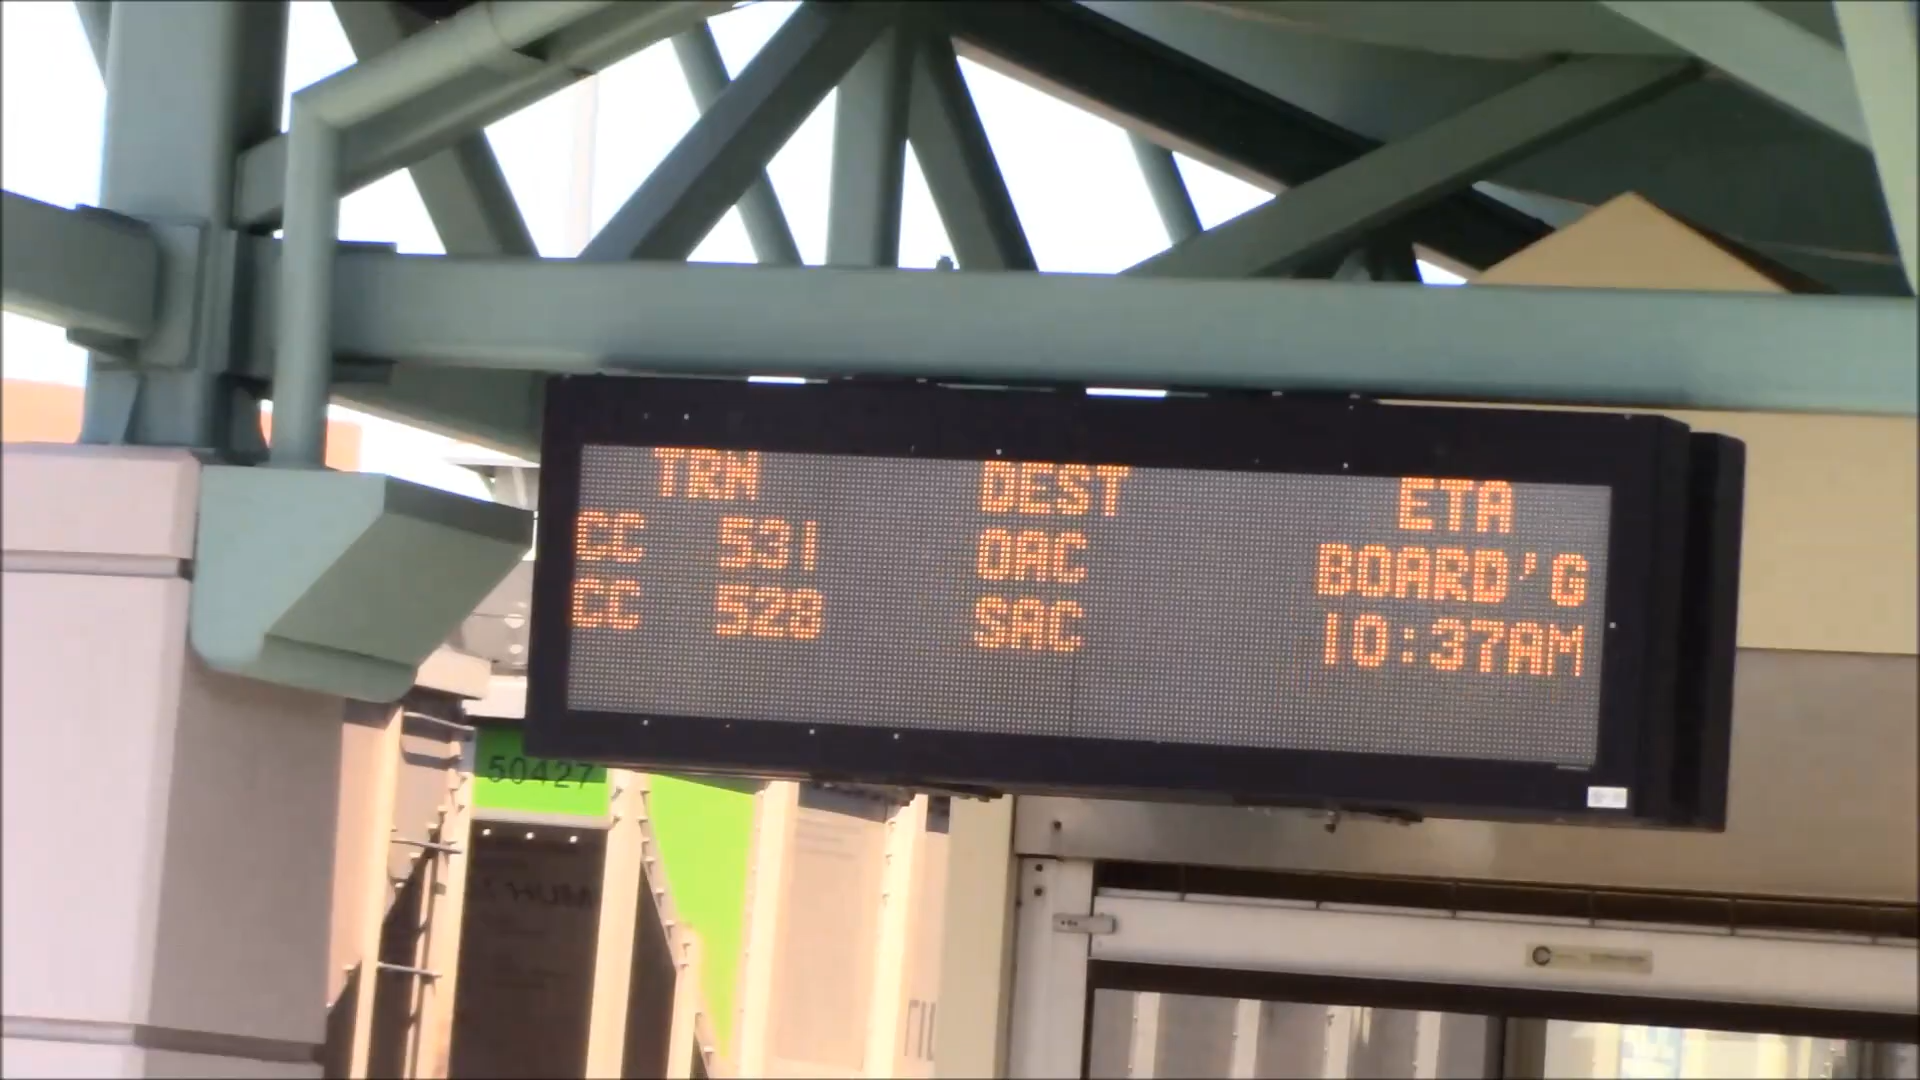 TRN DEST ETA
CC 531 OAC BOARD'G
CC 528 SAC 10:37AM
50427